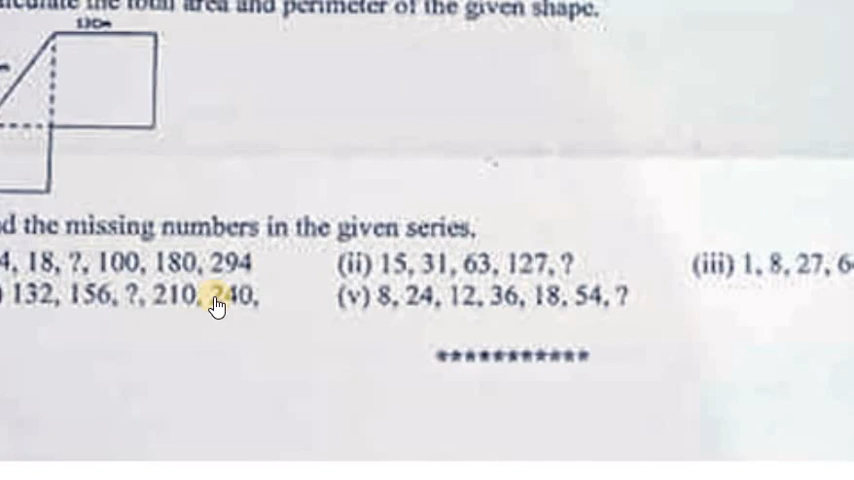 the total area and perimeter of the given shape.
13cm
d the missing numbers in the given series.
4, 18, ?, 100, 180, 294 (ii) 15, 31, 63, 127, ? (iii) 1, 8, 27, 6
) 132, 156, ?, 210, 240, (v) 8, 24, 12, 36, 18, 54, ?
***********